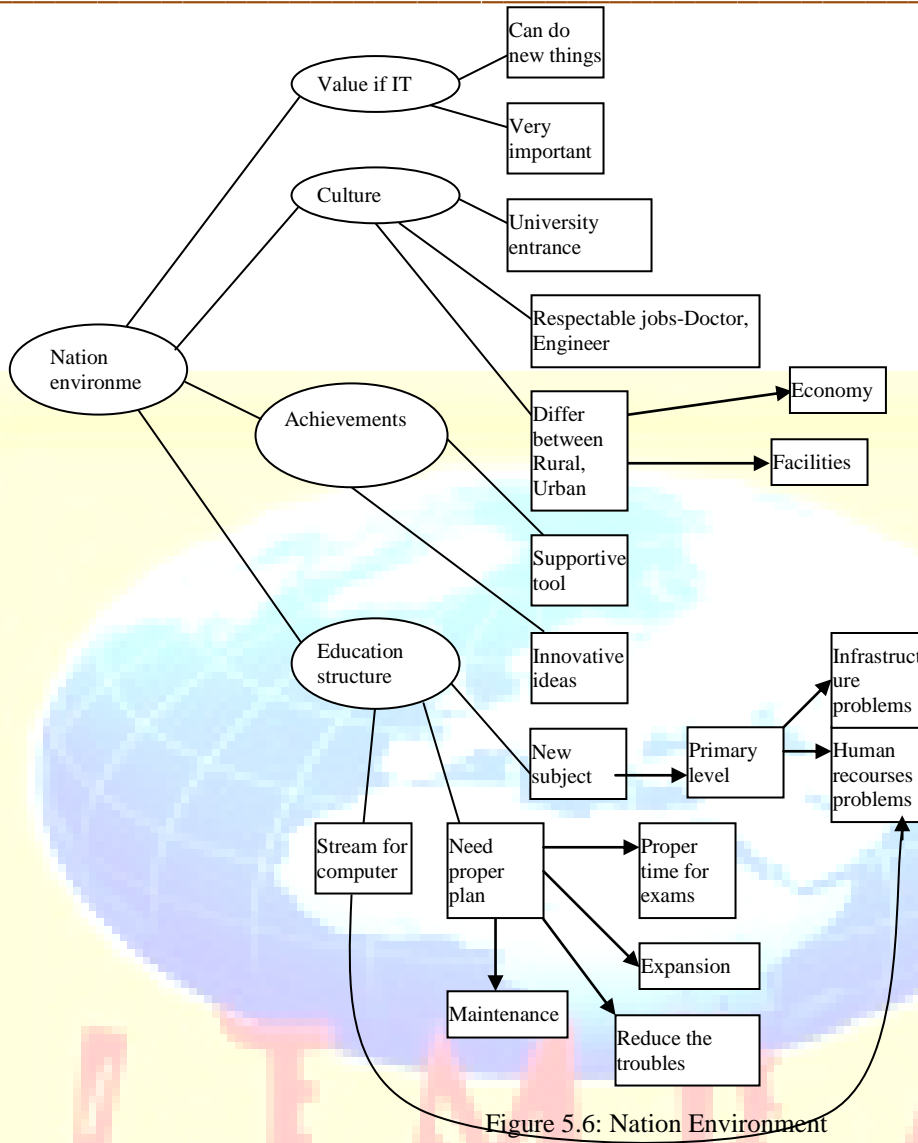 Can do
new things
Value if IT
Very
important
Culture
University
entrance
Respectable jobs-Doctor,
Engineer
Nation
environme
Achievements
Differ
between
Rural,
Urban
Economy
Facilities
Supportive
tool
Education
structure
Innovative
ideas
Infrastruct
ure
problems
New
subject
Primary
level
Human
recourses
problems
Stream for
computer
Need
proper
plan
Proper
time for
exams
Expansion
Maintenance
Reduce the
troubles
Figure 5.6: Nation Environment